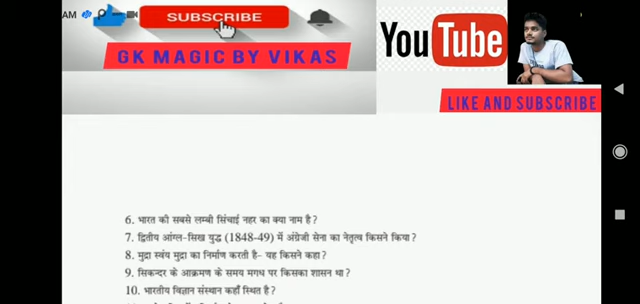 AM
SUBSCRIBE
GK MAGIC BY VIKAS
YouTube
LIKE AND SUBSCRIBE
6. भारत की सबसे लम्बी सिंचाई नहर का क्या नाम है?
7. द्वितीय आंग्ल-सिख युद्ध (1848-49) में अंग्रेजी सेना का नेतृत्व किसने किया?
8. मुद्रा स्वंय मुद्रा का निर्माण करती है- यह किसने कहा?
9. सिकन्दर के आक्रमण के समय मगध पर किसका शासन था?
10. भारतीय विज्ञान संस्थान कहाँ स्थित है?